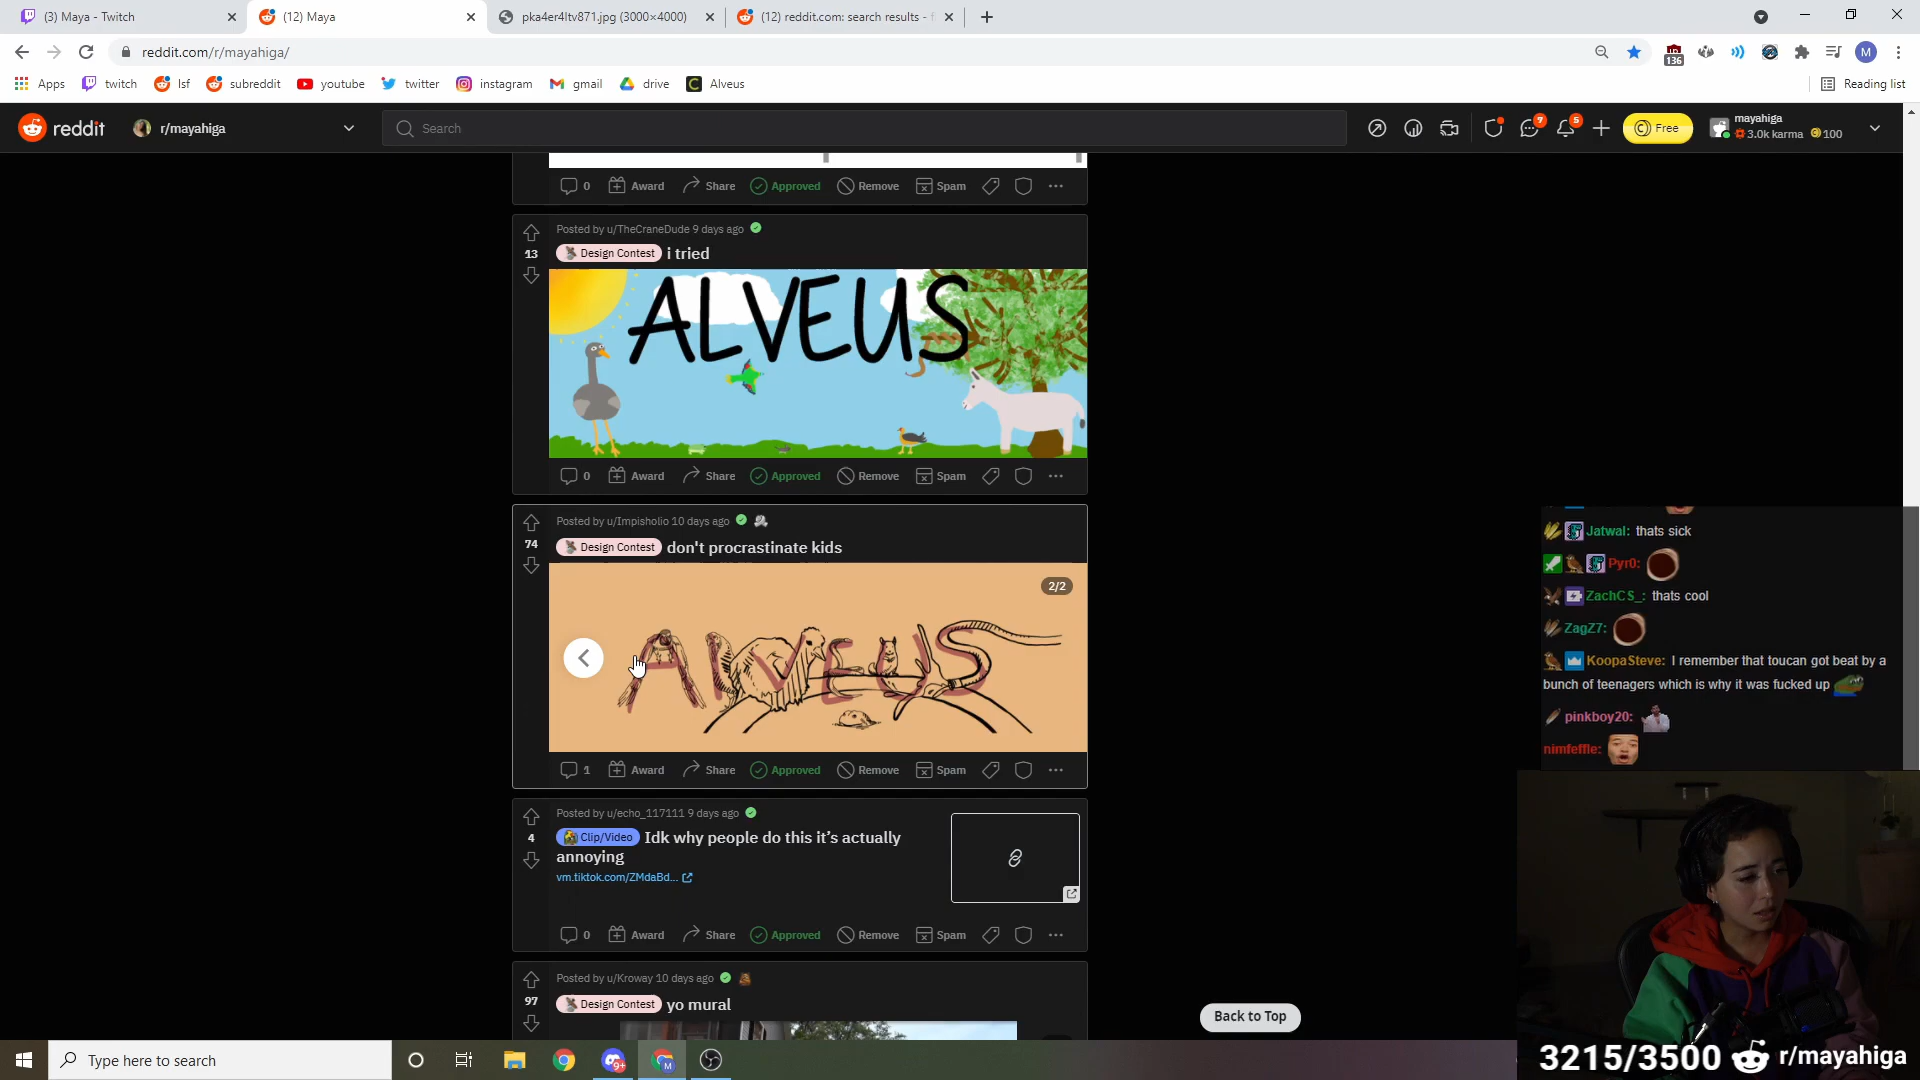 (3) Maya - Twitch
(12) Maya
pka4er4ltv871.jpg (3000×4000)
(12) reddit.com: search results -
reddit.com/r/mayahiga/
136
M
Apps
twitch
lsf
subreddit
youtube
twitter
instagram
gmail
drive
Alveus
Reading list
reddit
r/mayahiga
Search
7
5
Free
mayahiga
3.0k karma
100
0
Award
Share
Approved
Remove
Spam
13
Posted by u/TheCraneDude 9 days ago
Design Contest
i tried
ALVEUS
0
Award
Share
Approved
Remove
Spam
74
Posted by u/Impisholio 10 days ago
Design Contest
don't procrastinate kids
2/2
ALVEUS
1
Award
Share
Approved
Remove
Spam
4
Posted by u/echo_117111 9 days ago
Clip/Video
Idk why people do this it's actually
annoying
vm.tiktok.com/ZMdaBd...
0
Award
Share
Approved
Remove
Spam
97
Posted by u/Kroway 10 days ago
Design Contest
yo mural
Back to Top
Jatwal: thats sick
Pyr0:
ZachCS_: thats cool
ZagZ7:
KoopaSteve: I remember that toucan got beat by a
bunch of teenagers which is why it was fucked up
pinkboy20:
nimfeffle:
Type here to search
9+
M
3215/3500 r/mayahiga